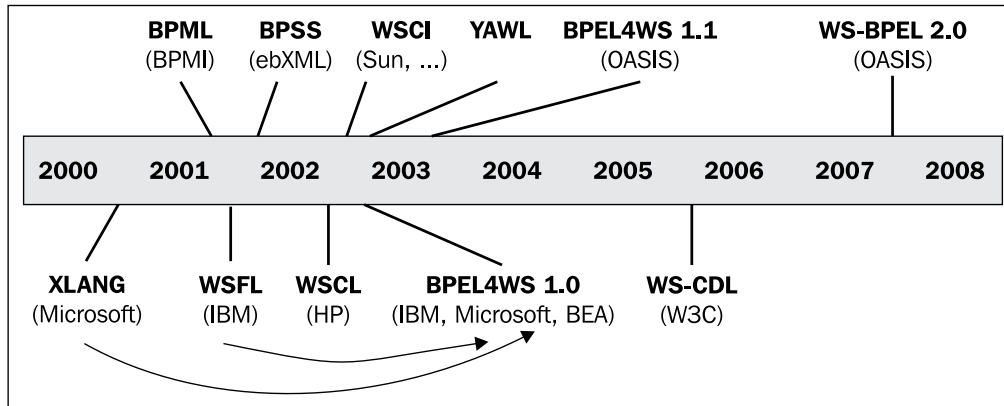 BPML BPSS WSCI YAWL BPEL4WS 1.1 WS-BPEL 2.0
(BPMI) (ebXML) (Sun, ...) (OASIS) (OASIS)
2000 2001 2002 2003 2004 2005 2006 2007 2008
XLANG WSFL WSCL BPEL4WS 1.0 WS-CDL
(Microsoft) (IBM) (HP) (IBM, Microsoft, BEA) (W3C)